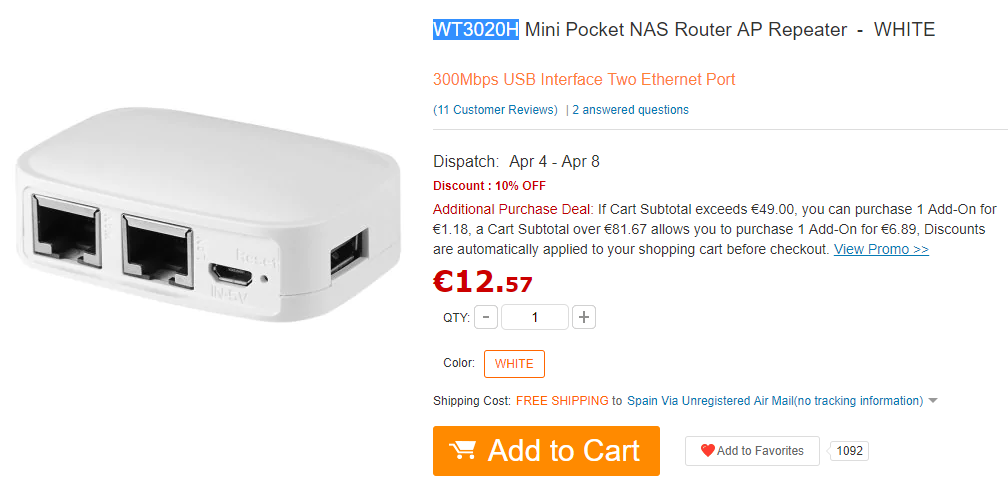 WT3020H Mini Pocket NAS Router AP Repeater - WHITE
300Mbps USB Interface Two Ethernet Port
(11 Customer Reviews) | 2 answered questions
Dispatch: Apr 4 - Apr 8
Discount : 10% OFF
Additional Purchase Deal: If Cart Subtotal exceeds €49.00, you can purchase 1 Add-On for
€1.18, a Cart Subtotal over €81.67 allows you to purchase 1 Add-On for €6.89, Discounts
are automatically applied to your shopping cart before checkout. View Promo >>
€12.57
QTY: - 1 +
Color: WHITE
Shipping Cost: FREE SHIPPING to Spain Via Unregistered Air Mail(no tracking information)
Add to Cart
Add to Favorites 1092
Reset
IN-5V